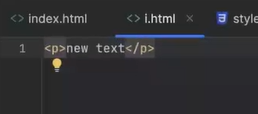 <> index.html <> i.html × style
1 <p>new text</p>